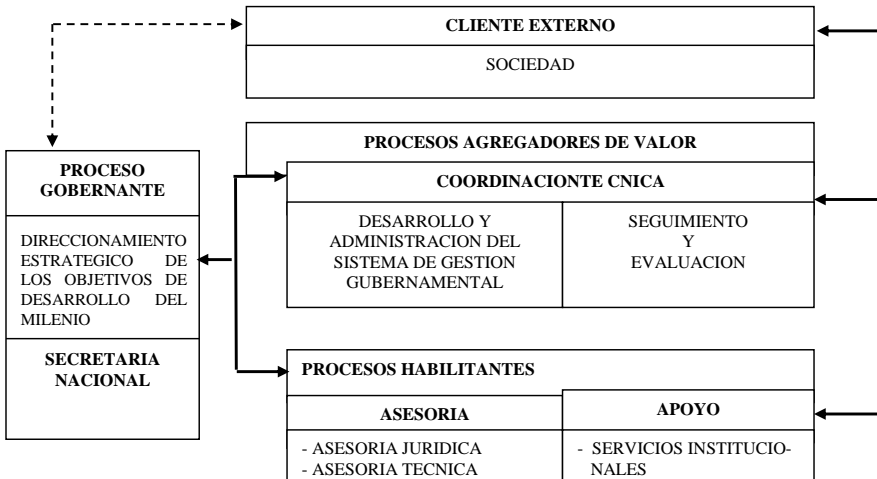 CLIENTE EXTERNO
SOCIEDAD
PROCESO
GOBERNANTE
DIRECCIONAMIENTO
ESTRATEGICO DE
LOS OBJETIVOS DE
DESARROLLO DEL
MILENIO
SECRETARIA
NACIONAL
PROCESOS AGREGADORES DE VALOR
COORDINACIONTE CNICA
DESARROLLO Y
ADMINISTRACION DEL
SISTEMA DE GESTION
GUBERNAMENTAL
SEGUIMIENTO
Y
EVALUACION
PROCESOS HABILITANTES
ASESORIA
- ASESORIA JURIDICA
- ASESORIA TECNICA
APOYO
- SERVICIOS INSTITUCIO-
NALES